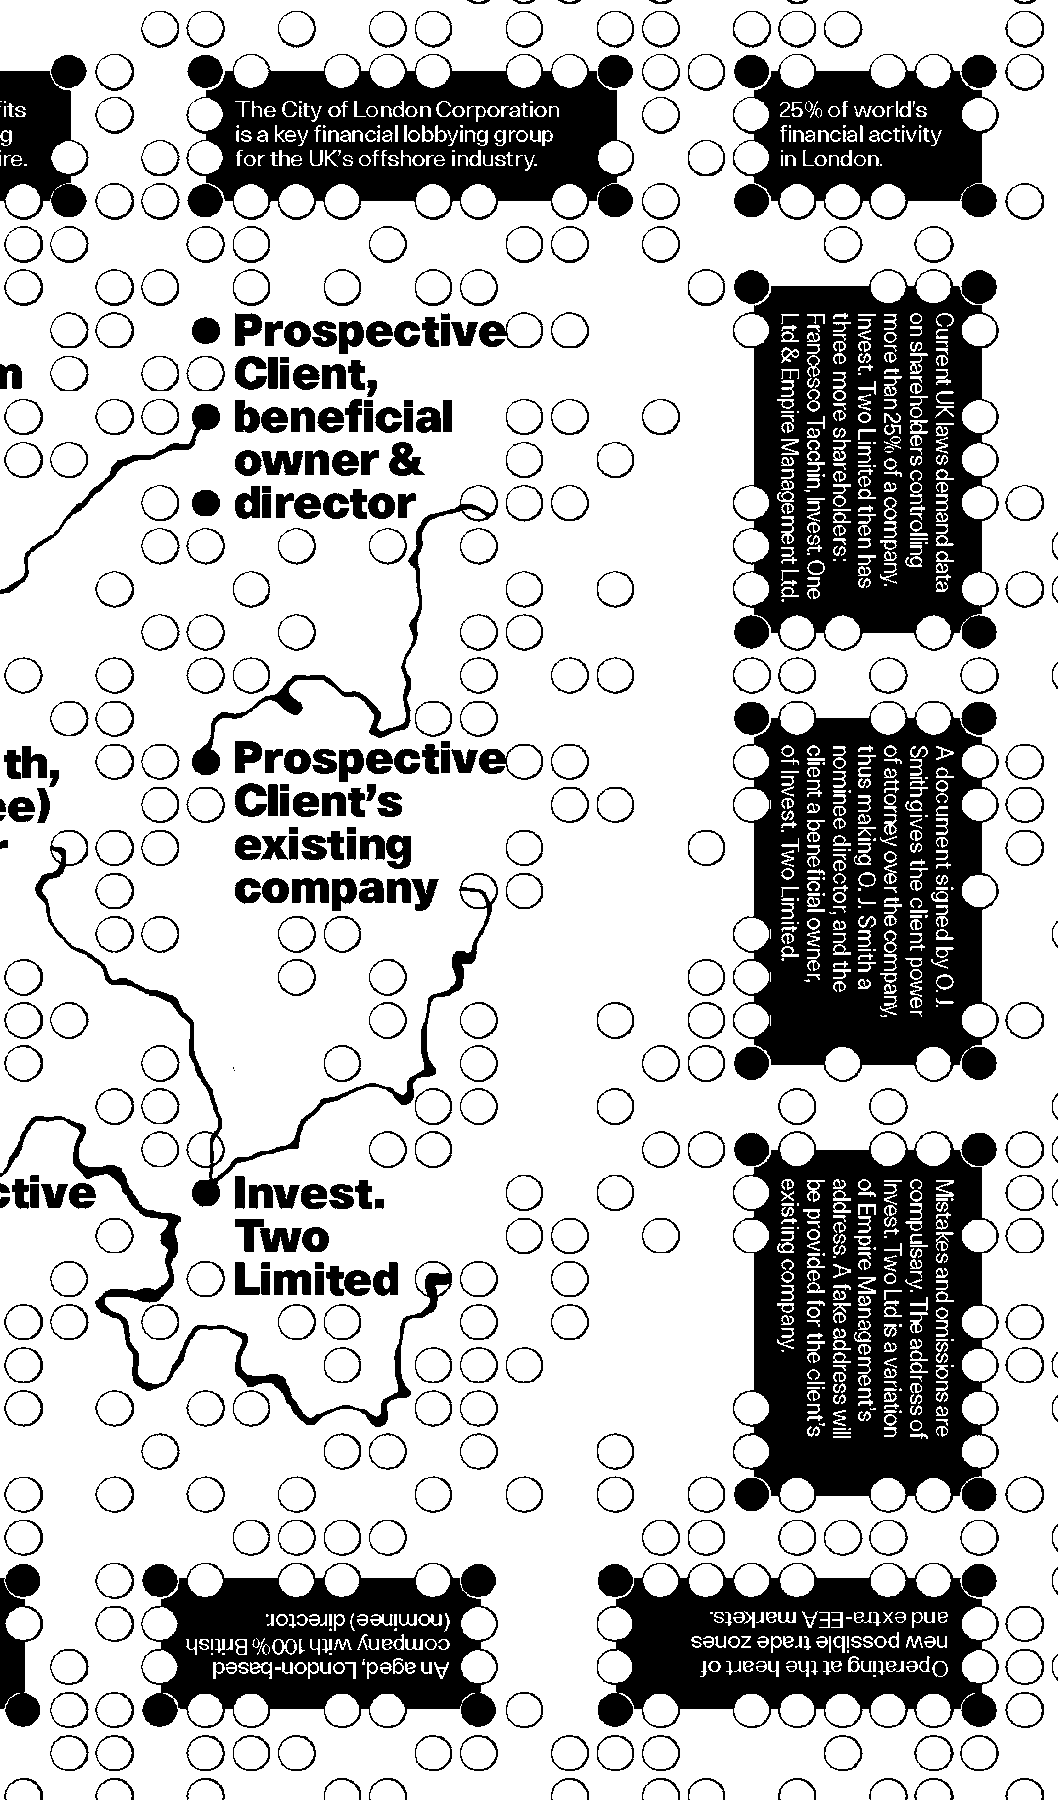 its
g
ire.
The City of London Corporation
is a key financial lobbying group
for the UK's offshore industry.
25% of world's
financial activity
in London.
Prospective
Client,
beneficial
owner &
director
m
Current UK laws demand data
on shareholders controlling
more than 25% of a company.
Invest. Two Limited then has
three more shareholders:
Francesco Tacchin, Invest. One
Ltd & Empire Management Ltd.
th,
ee)
r
Prospective
Client's
existing
company
A document signed by O. J.
Smith gives the client power
of attorney over the company,
thus making O. J. Smith a
nominee director, and the
client a beneficial owner,
of Invest. Two Limited.
ctive
Invest.
Two
Limited
Mistakes and omissions are
compulsary. The address of
Invest. Two Ltd is a variation
of Empire Management's
address. A fake address will
be provided for the client's
existing company.
An aged, London-based
company with 100% British
(nominee) director.
Operating at the heart of
new possible trade zones
and extra-EEA markets.